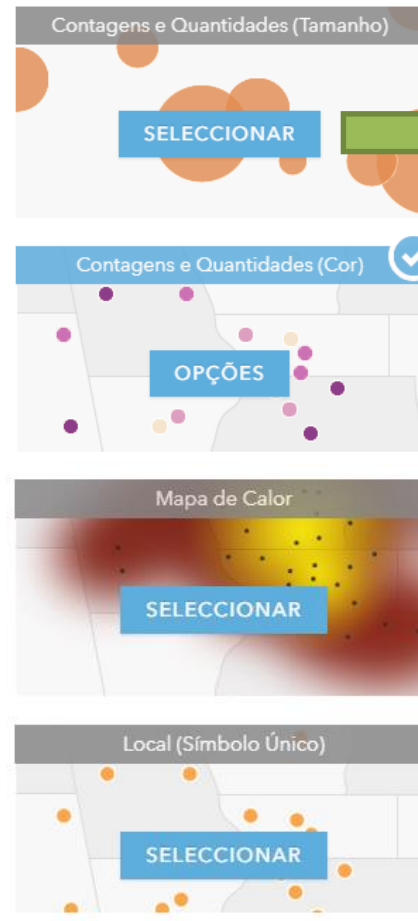 Contagens e Quantidades (Tamanho)
SELECCIONAR
Contagens e Quantidades (Cor)
OPÇÕES
Mapa de Calor
SELECCIONAR
Local (Símbolo Único)
SELECCIONAR